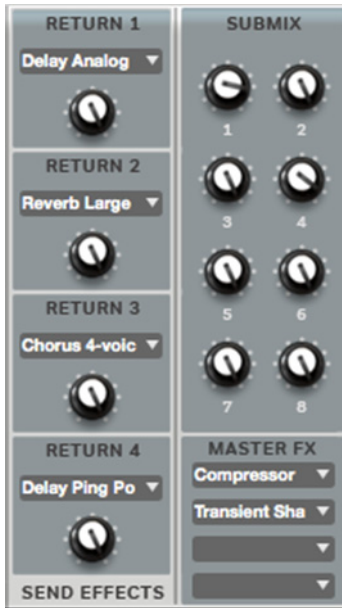 RETURN 1
Delay Analog
RETURN 2
Reverb Large
RETURN 3
Chorus 4-voic
RETURN 4
Delay Ping Po
SEND EFFECTS
SUBMIX
1 2
3 4
5 6
7 8
MASTER FX
Compressor
Transient Sha